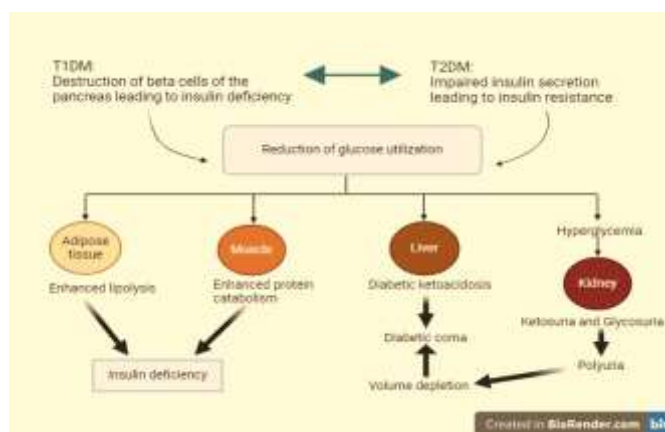 T1DM:
Destruction of beta cells of the
pancreas leading to insulin deficiency
T2DM:
Impaired insulin secretion
leading to insulin resistance
Reduction of glucose utilization
Adipose
tissue
Enhanced lipolysis
Muscle
Enhanced protein
catabolism
Liver
Diabetic ketoacidosis
Diabetic coma
Volume depletion
Hyperglycemia
Kidney
Ketosuria and Glycosuria
Polyuria
Insulin deficiency
Created in BioRender.com